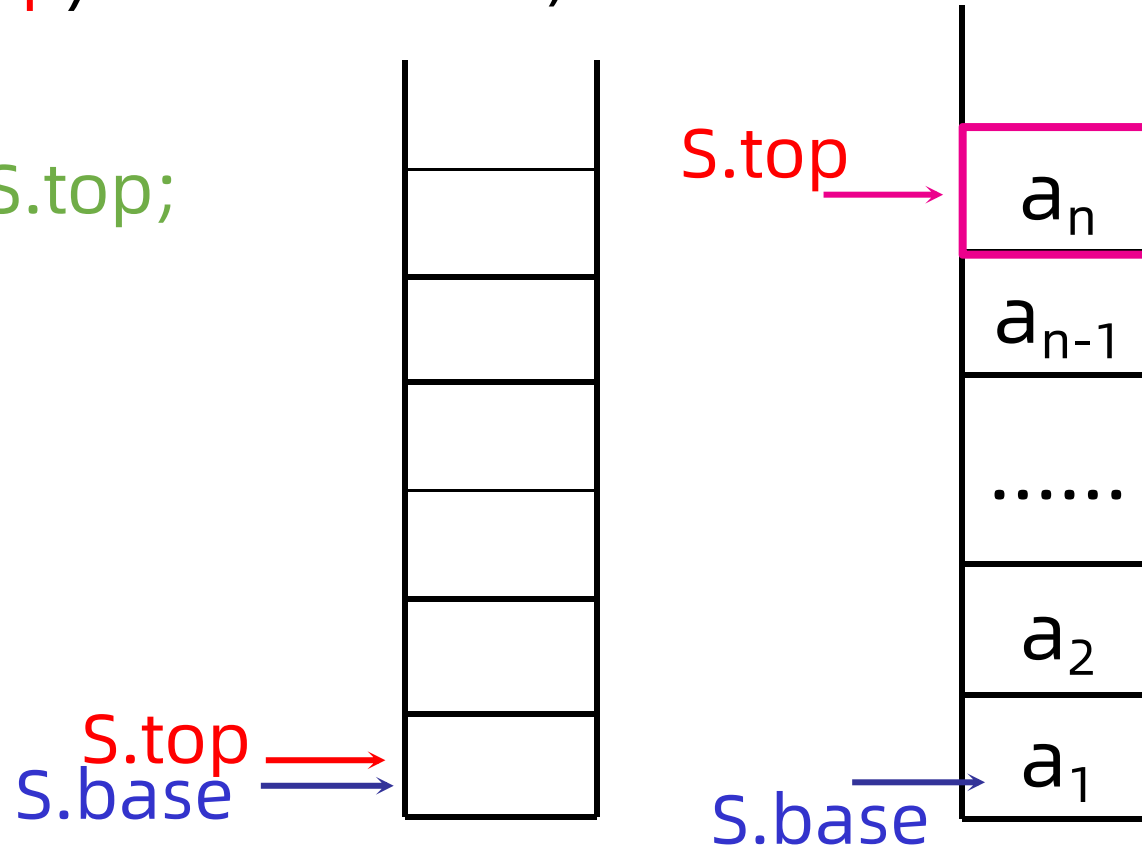 S.top;
S.top
S.base
S.top
aₙ
aₙ₋₁
......
a₂
a₁
S.base